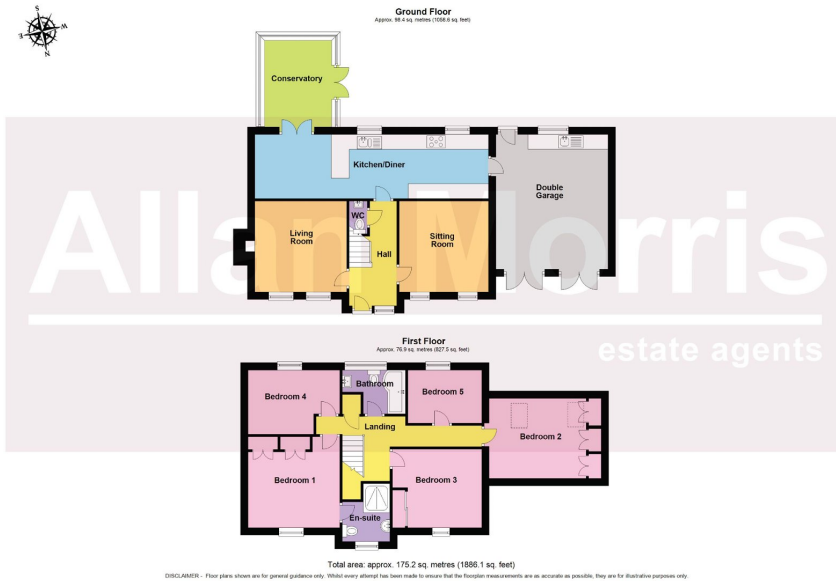 Ground Floor
Approx. 98.4 sq. metres (1058.6 sq. feet)
S
W
E
N
Conservatory
Kitchen/Diner
Double
Garage
WC
Living
Room
Hall
Sitting
Room
Allan Morris
estate agents
First Floor
Approx. 76.9 sq. metres (827.5 sq. feet)
Bathroom
Bedroom 4
Bedroom 5
Landing
Bedroom 2
Bedroom 1
Bedroom 3
En-suite
Total area: approx. 175.2 sq. metres (1886.1 sq. feet)
DISCLAIMER - Floor plans shown are for general guidance only. Whilst every attempt has been made to ensure that the floorplan measurements are as accurate as possible, they are for illustrative purposes only.